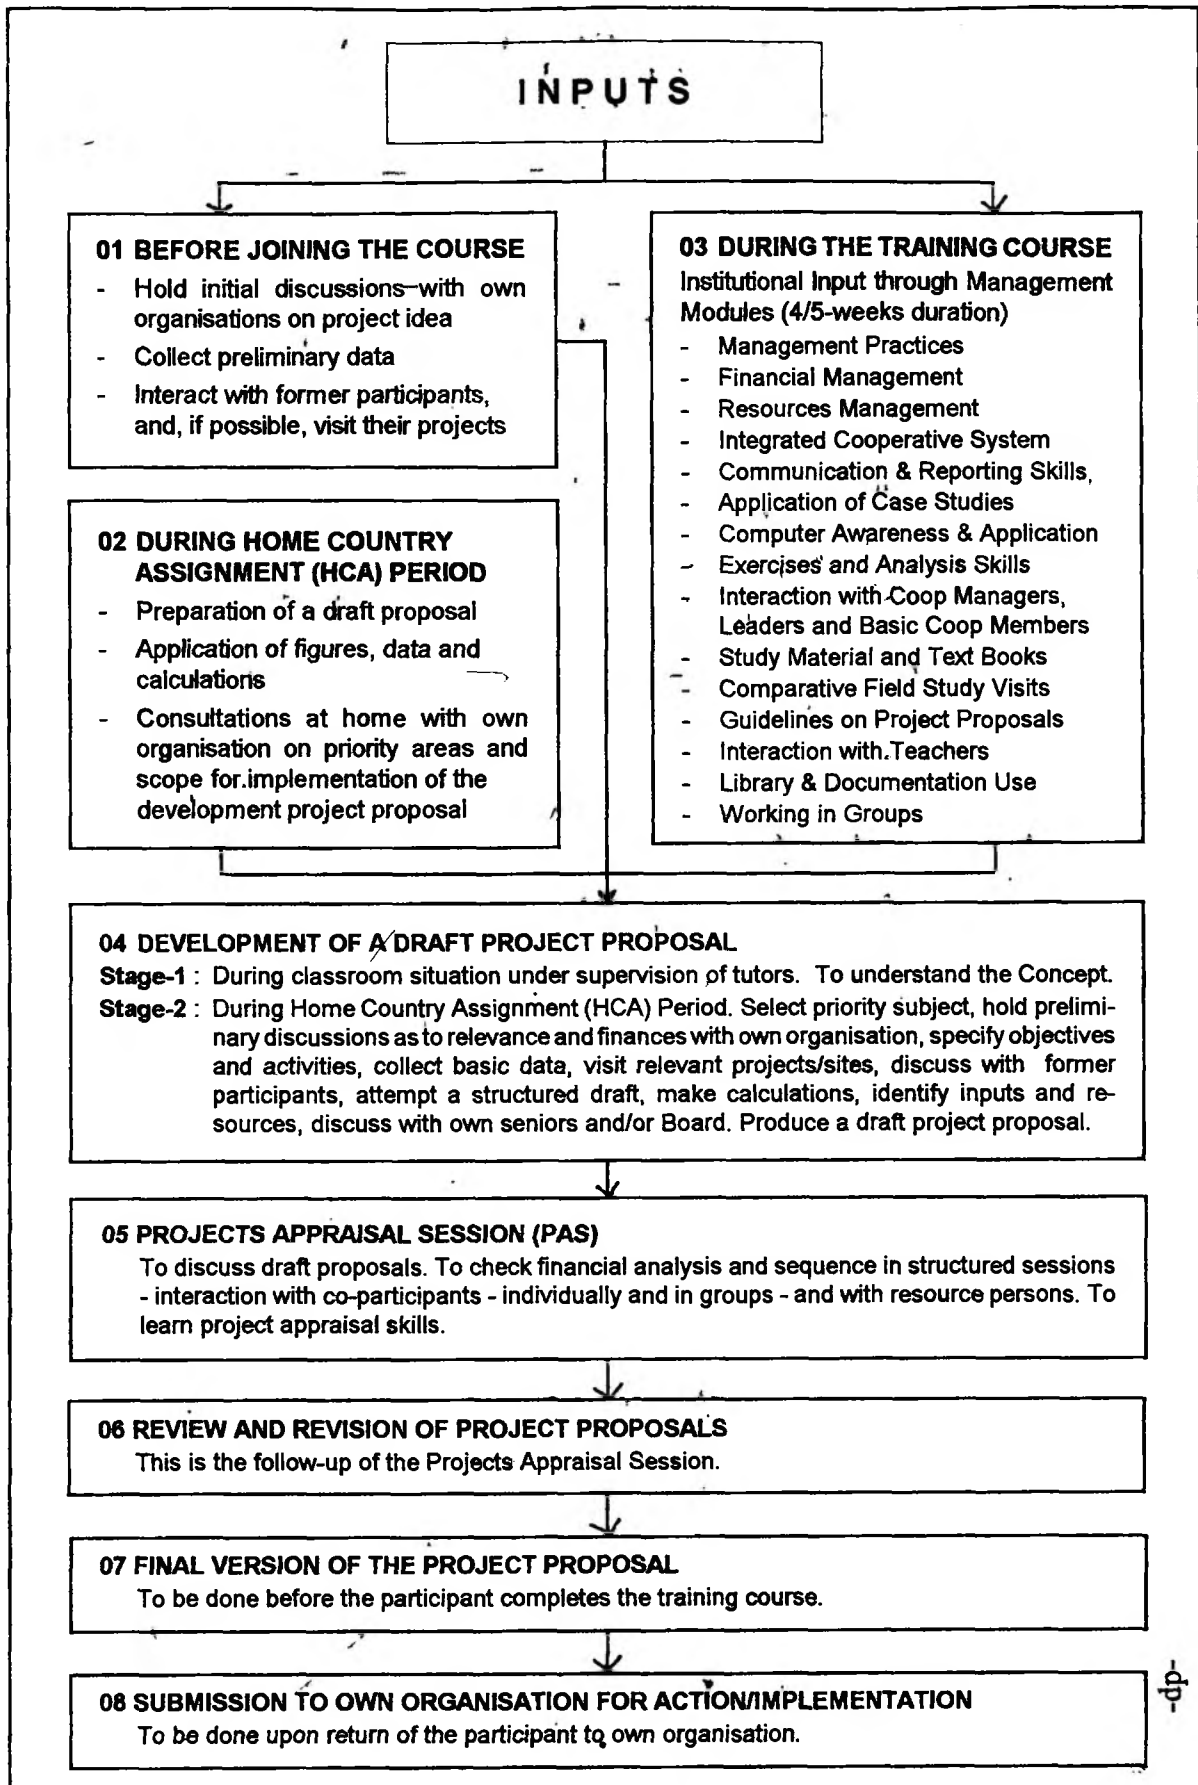 INPUTS
01 BEFORE JOINING THE COURSE
- Hold initial discussions with own
organisations on project idea
- Collect preliminary data
- Interact with former participants,
and, if possible, visit their projects
02 DURING HOME COUNTRY
ASSIGNMENT (HCA) PERIOD
- Preparation of a draft proposal
- Application of figures, data and
calculations
- Consultations at home with own
organisation on priority areas and
scope for implementation of the
development project proposal
03 DURING THE TRAINING COURSE
Institutional Input through Management
Modules (4/5-weeks duration)
- Management Practices
- Financial Management
- Resources Management
- Integrated Cooperative System
- Communication & Reporting Skills,
- Application of Case Studies
- Computer Awareness & Application
- Exercises and Analysis Skills
- Interaction with Coop Managers,
Leaders and Basic Coop Members
- Study Material and Text Books
- Comparative Field Study Visits
- Guidelines on Project Proposals
- Interaction with Teachers
- Library & Documentation Use
- Working in Groups
04 DEVELOPMENT OF A DRAFT PROJECT PROPOSAL
Stage-1 : During classroom situation under supervision of tutors. To understand the Concept.
Stage-2 : During Home Country Assignment (HCA) Period. Select priority subject, hold prelimi-
nary discussions as to relevance and finances with own organisation, specify objectives
and activities, collect basic data, visit relevant projects/sites, discuss with former
participants, attempt a structured draft, make calculations, identify inputs and re-
sources, discuss with own seniors and/or Board. Produce a draft project proposal.
05 PROJECTS APPRAISAL SESSION (PAS)
To discuss draft proposals. To check financial analysis and sequence in structured sessions
- interaction with co-participants - individually and in groups - and with resource persons. To
learn project appraisal skills.
06 REVIEW AND REVISION OF PROJECT PROPOSALS
This is the follow-up of the Projects Appraisal Session.
07 FINAL VERSION OF THE PROJECT PROPOSAL
To be done before the participant completes the training course.
08 SUBMISSION TO OWN ORGANISATION FOR ACTION/IMPLEMENTATION
To be done upon return of the participant to own organisation.
-dp-